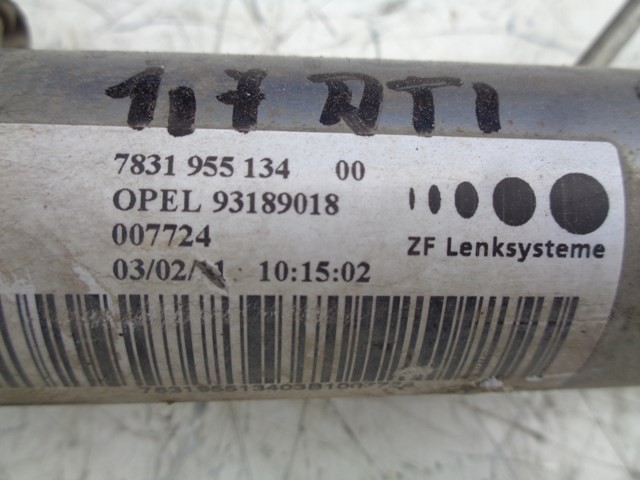 1,7 DTI
7831 955 134 00
OPEL 93189018
007724
ZF Lenksysteme
10:15:02